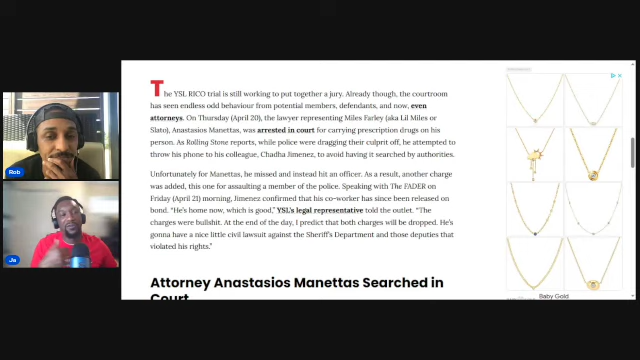 The YSL RICO trial is still working to put together a jury. Already though, the courtroom
has seen endless odd behaviour from potential members, defendants, and now, even
attorneys. On Thursday (April 20), the lawyer representing Miles Farley (aka Lil Miles or
Slato), Anastasios Manettas, was arrested in court for carrying prescription drugs on his
person. As Rolling Stone reports, while police were dragging their culprit off, he attempted to
throw his phone to his colleague, Chadha Jimenez, to avoid having it searched by authorities.
Unfortunately for Manettas, he missed and instead hit an officer. As a result, another charge
was added, this one for assaulting a member of the police. Speaking with The FADER on
Friday (April 21) morning, Jimenez confirmed that his co-worker has since been released on
bond. “He's home now, which is good,” YSL's legal representative told the outlet. “The
charges were bullshit. At the end of the day, I predict that both charges will be dropped. He's
gonna have a nice little civil lawsuit against the Sheriff's Department and those deputies that
violated his rights.”
Attorney Anastasios Manettas Searched in
Court
Baby Gold
Rob
Ja